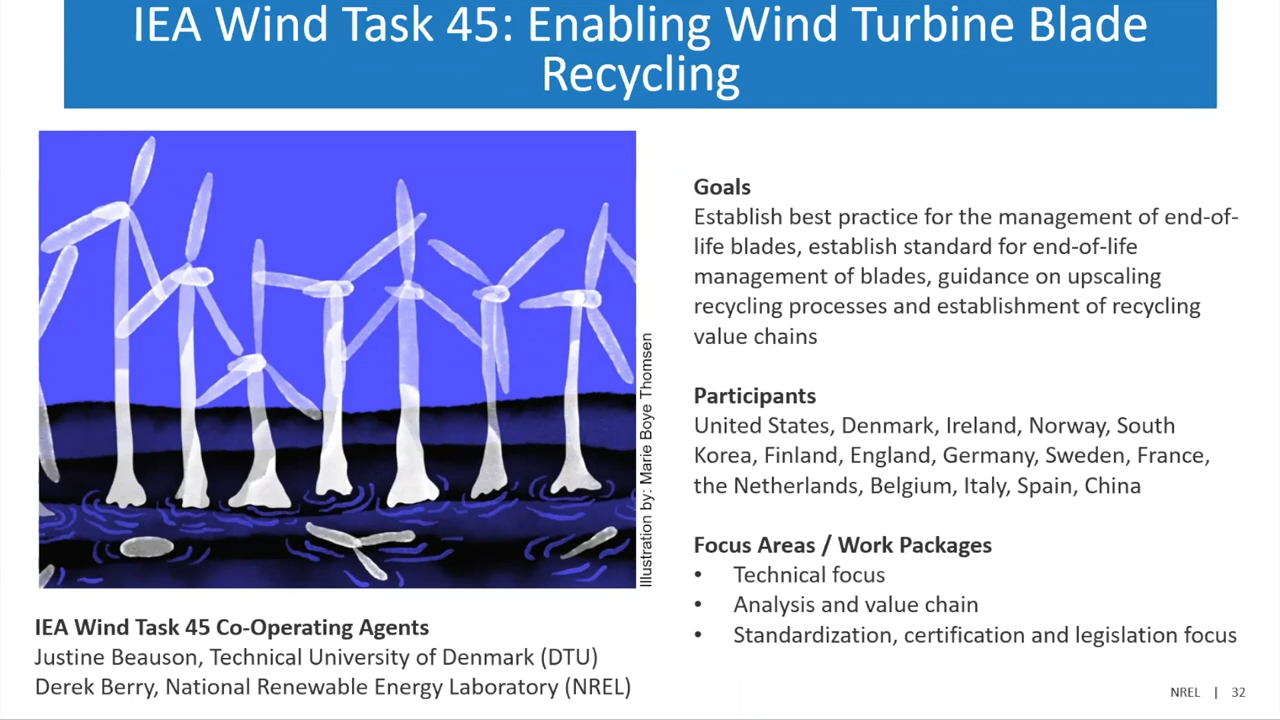 IEA Wind Task 45: Enabling Wind Turbine Blade
Recycling
Illustration by: Marie Boye Thomsen
IEA Wind Task 45 Co-Operating Agents
Justine Beauson, Technical University of Denmark (DTU)
Derek Berry, National Renewable Energy Laboratory (NREL)
Goals
Establish best practice for the management of end-of-
life blades, establish standard for end-of-life
management of blades, guidance on upscaling
recycling processes and establishment of recycling
value chains
Participants
United States, Denmark, Ireland, Norway, South
Korea, Finland, England, Germany, Sweden, France,
the Netherlands, Belgium, Italy, Spain, China
Focus Areas / Work Packages
• Technical focus
• Analysis and value chain
• Standardization, certification and legislation focus
NREL | 32